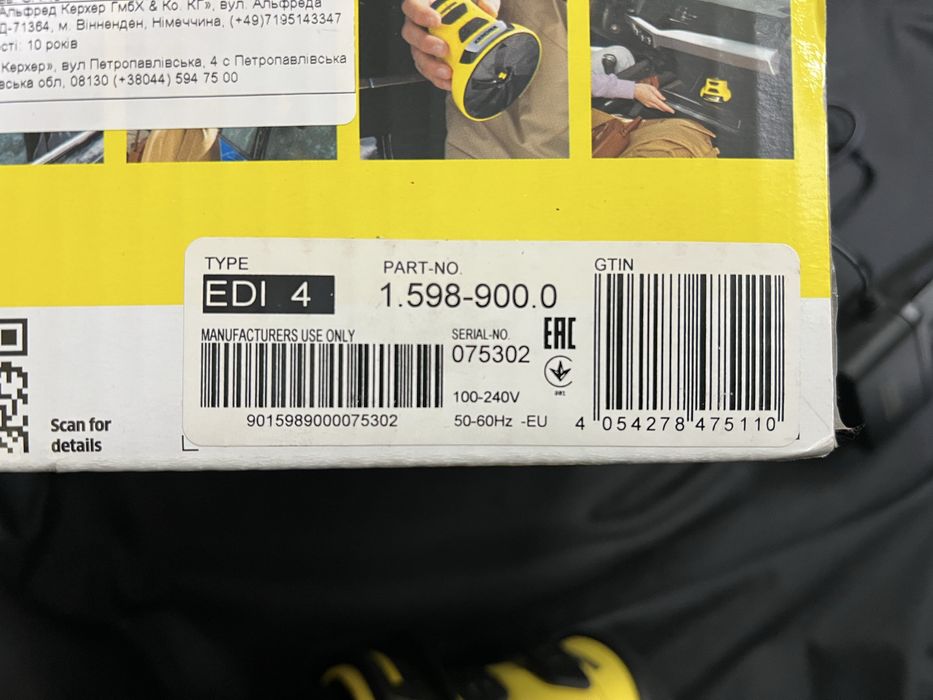 Альфред Керхер ГмбХ & Ко. КГ», вул. Альфреда
Д-71364, м. Вінненден, Німеччина, (+49)7195143347
ості: 10 років
Керхер», вул Петропавлівська, 4 с Петропавлівська
вська обл, 08130 (+38044) 594 75 00
TYPE
EDI 4
PART-NO.
1.598-900.0
GTIN
MANUFACTURERS USE ONLY
9015989000075302
SERIAL-NO.
075302
EAC
100-240V
50-60Hz -EU
4 054278 475110
Scan for
details